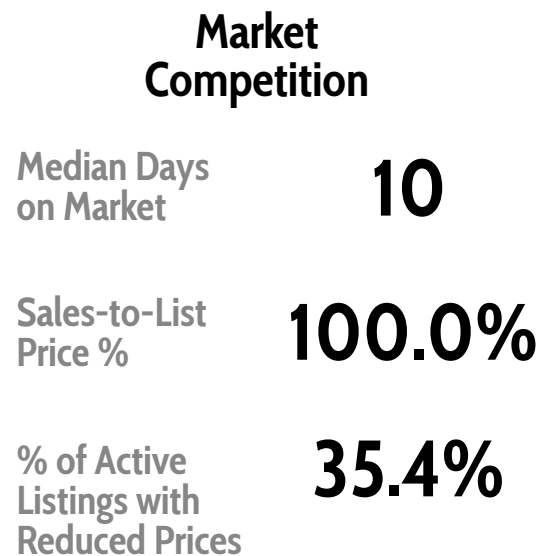 Market
Competition
Median Days
on Market
10
Sales-to-List
Price %
100.0%
% of Active
Listings with
Reduced Prices
35.4%